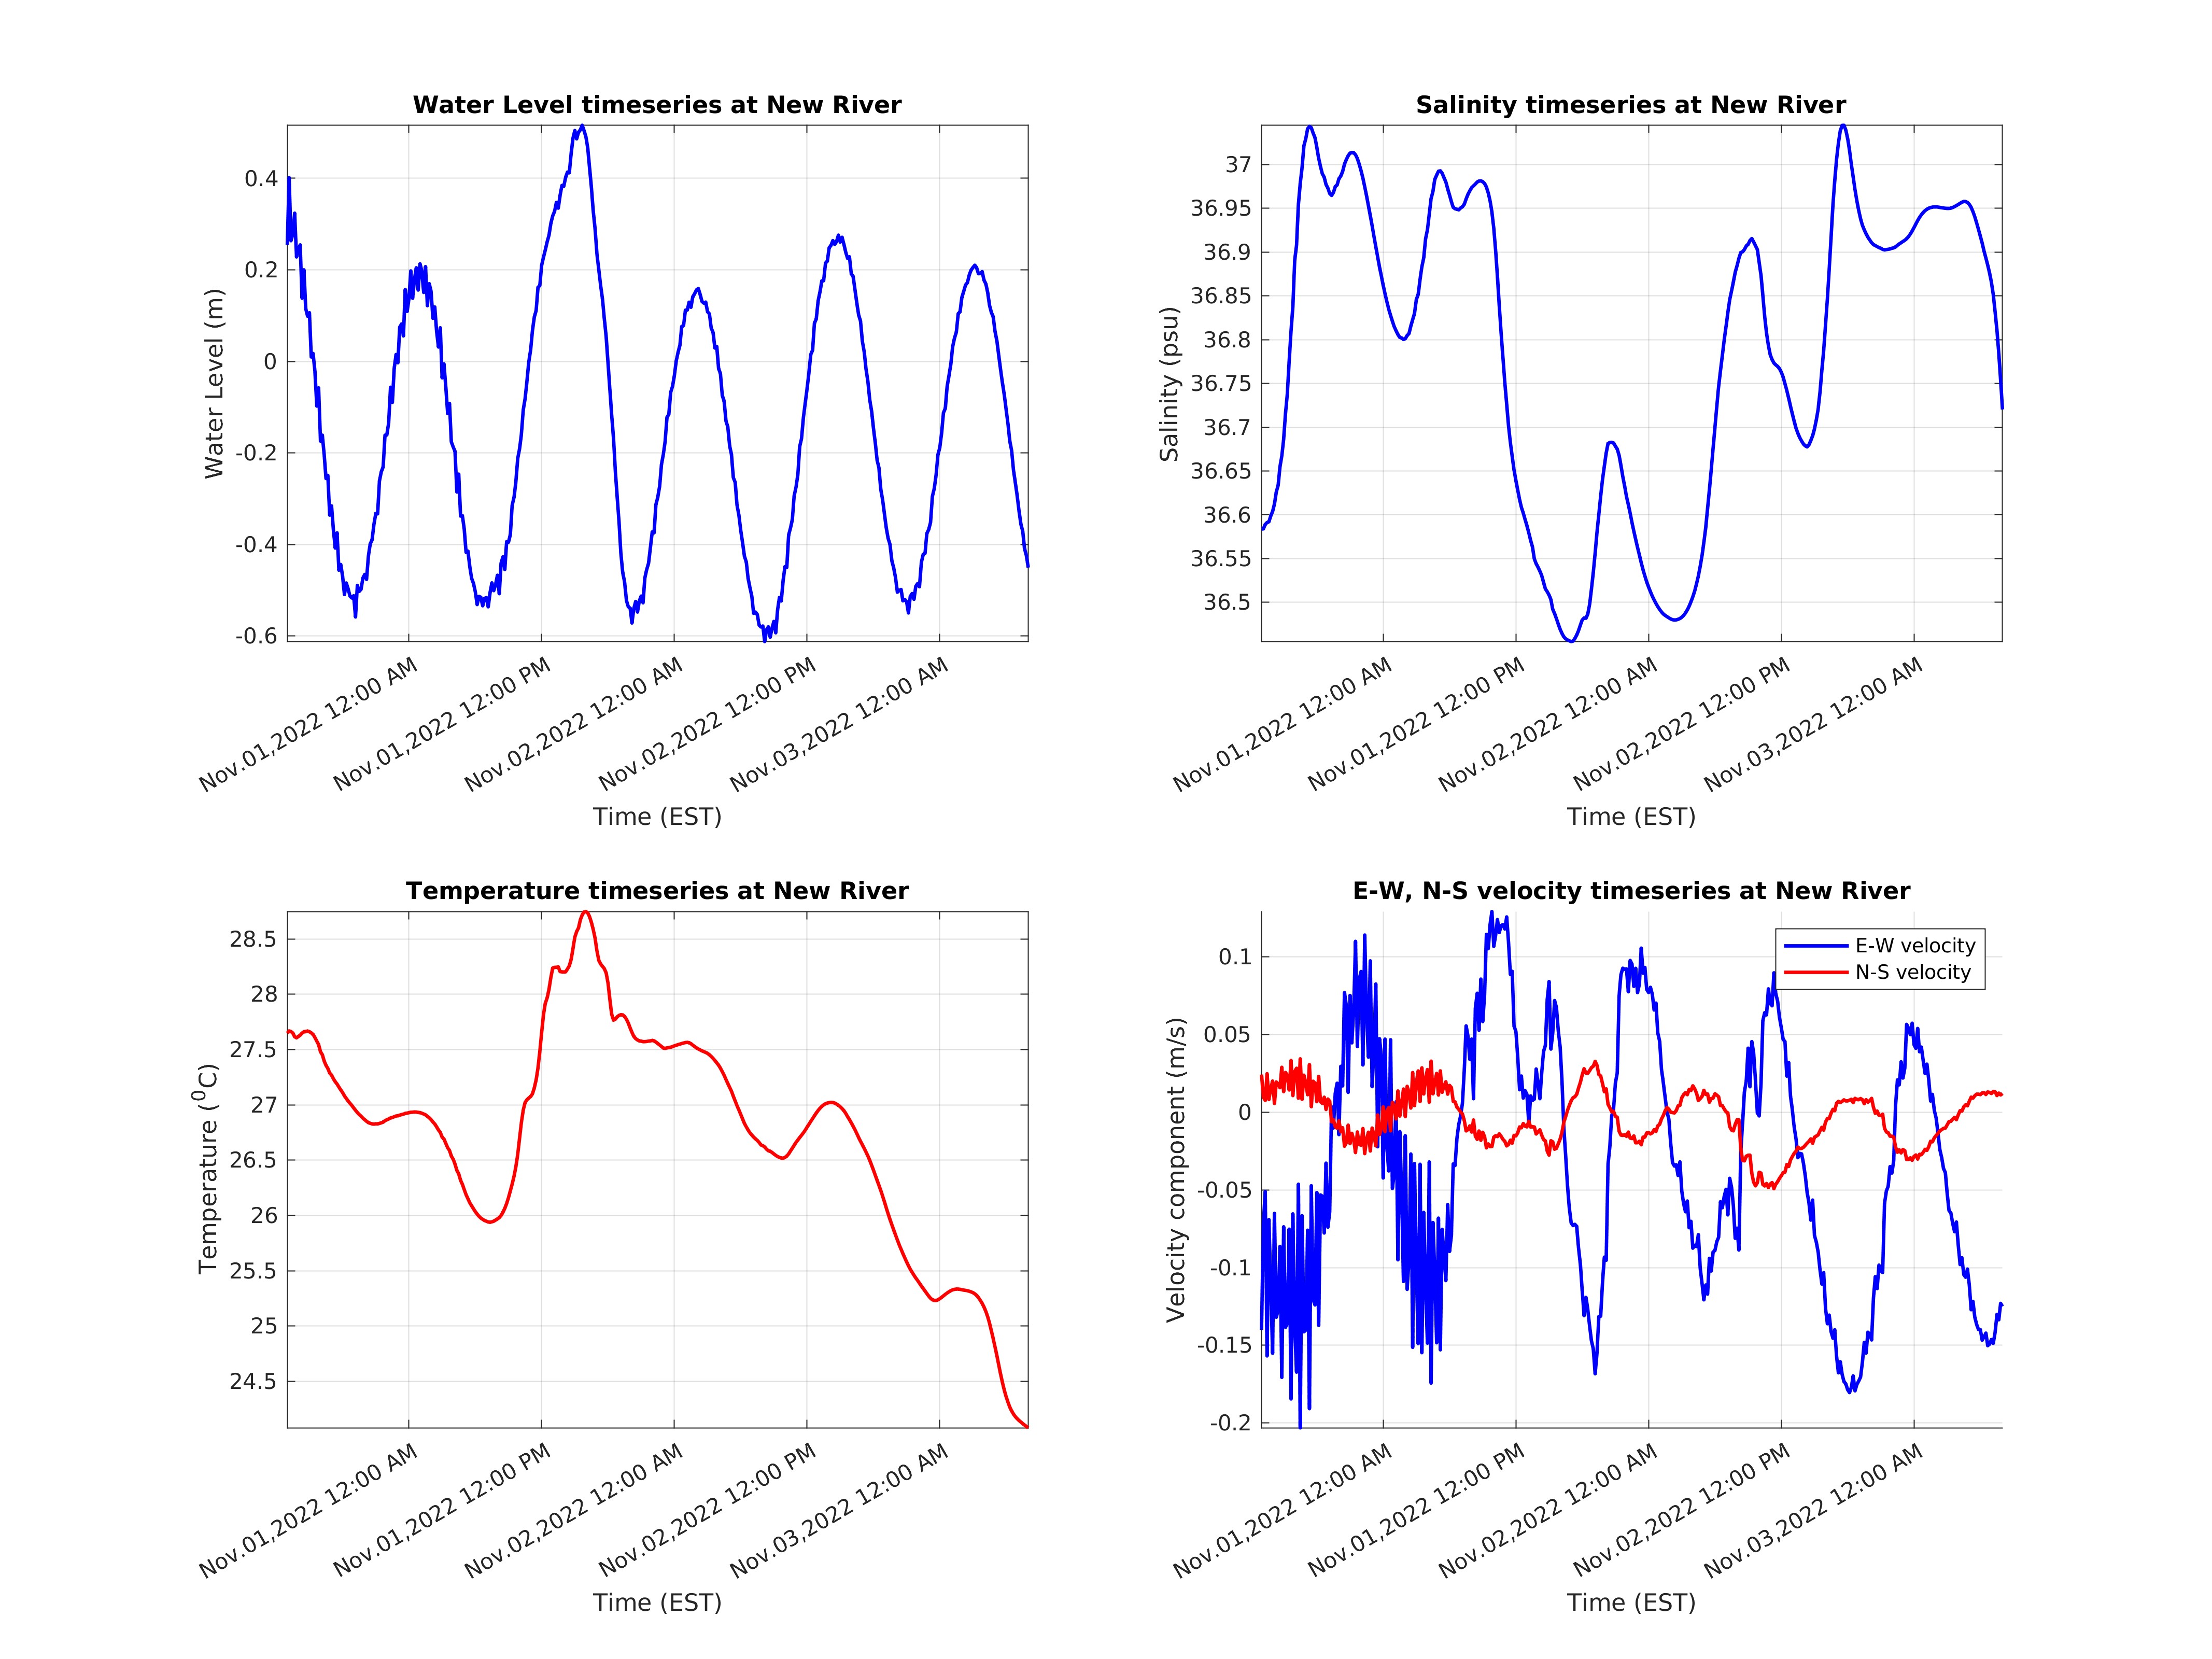 Water Level timeseries at New River
0.4
0.2
0
-0.2
-0.4
-0.6
Water Level (m)
Nov.01,2022 12:00 AM
Nov.01,2022 12:00 PM
Nov.02,2022 12:00 AM
Nov.02,2022 12:00 PM
Nov.03,2022 12:00 AM
Time (EST)
Salinity timeseries at New River
37
36.95
36.9
36.85
36.8
36.75
36.7
36.65
36.6
36.55
36.5
Salinity (psu)
Nov.01,2022 12:00 AM
Nov.01,2022 12:00 PM
Nov.02,2022 12:00 AM
Nov.02,2022 12:00 PM
Nov.03,2022 12:00 AM
Time (EST)
Temperature timeseries at New River
28.5
28
27.5
27
26.5
26
25.5
25
24.5
Temperature (⁰C)
Nov.01,2022 12:00 AM
Nov.01,2022 12:00 PM
Nov.02,2022 12:00 AM
Nov.02,2022 12:00 PM
Nov.03,2022 12:00 AM
Time (EST)
E-W, N-S velocity timeseries at New River
E-W velocity
N-S velocity
0.1
0.05
0
-0.05
-0.1
-0.15
-0.2
Velocity component (m/s)
Nov.01,2022 12:00 AM
Nov.01,2022 12:00 PM
Nov.02,2022 12:00 AM
Nov.02,2022 12:00 PM
Nov.03,2022 12:00 AM
Time (EST)